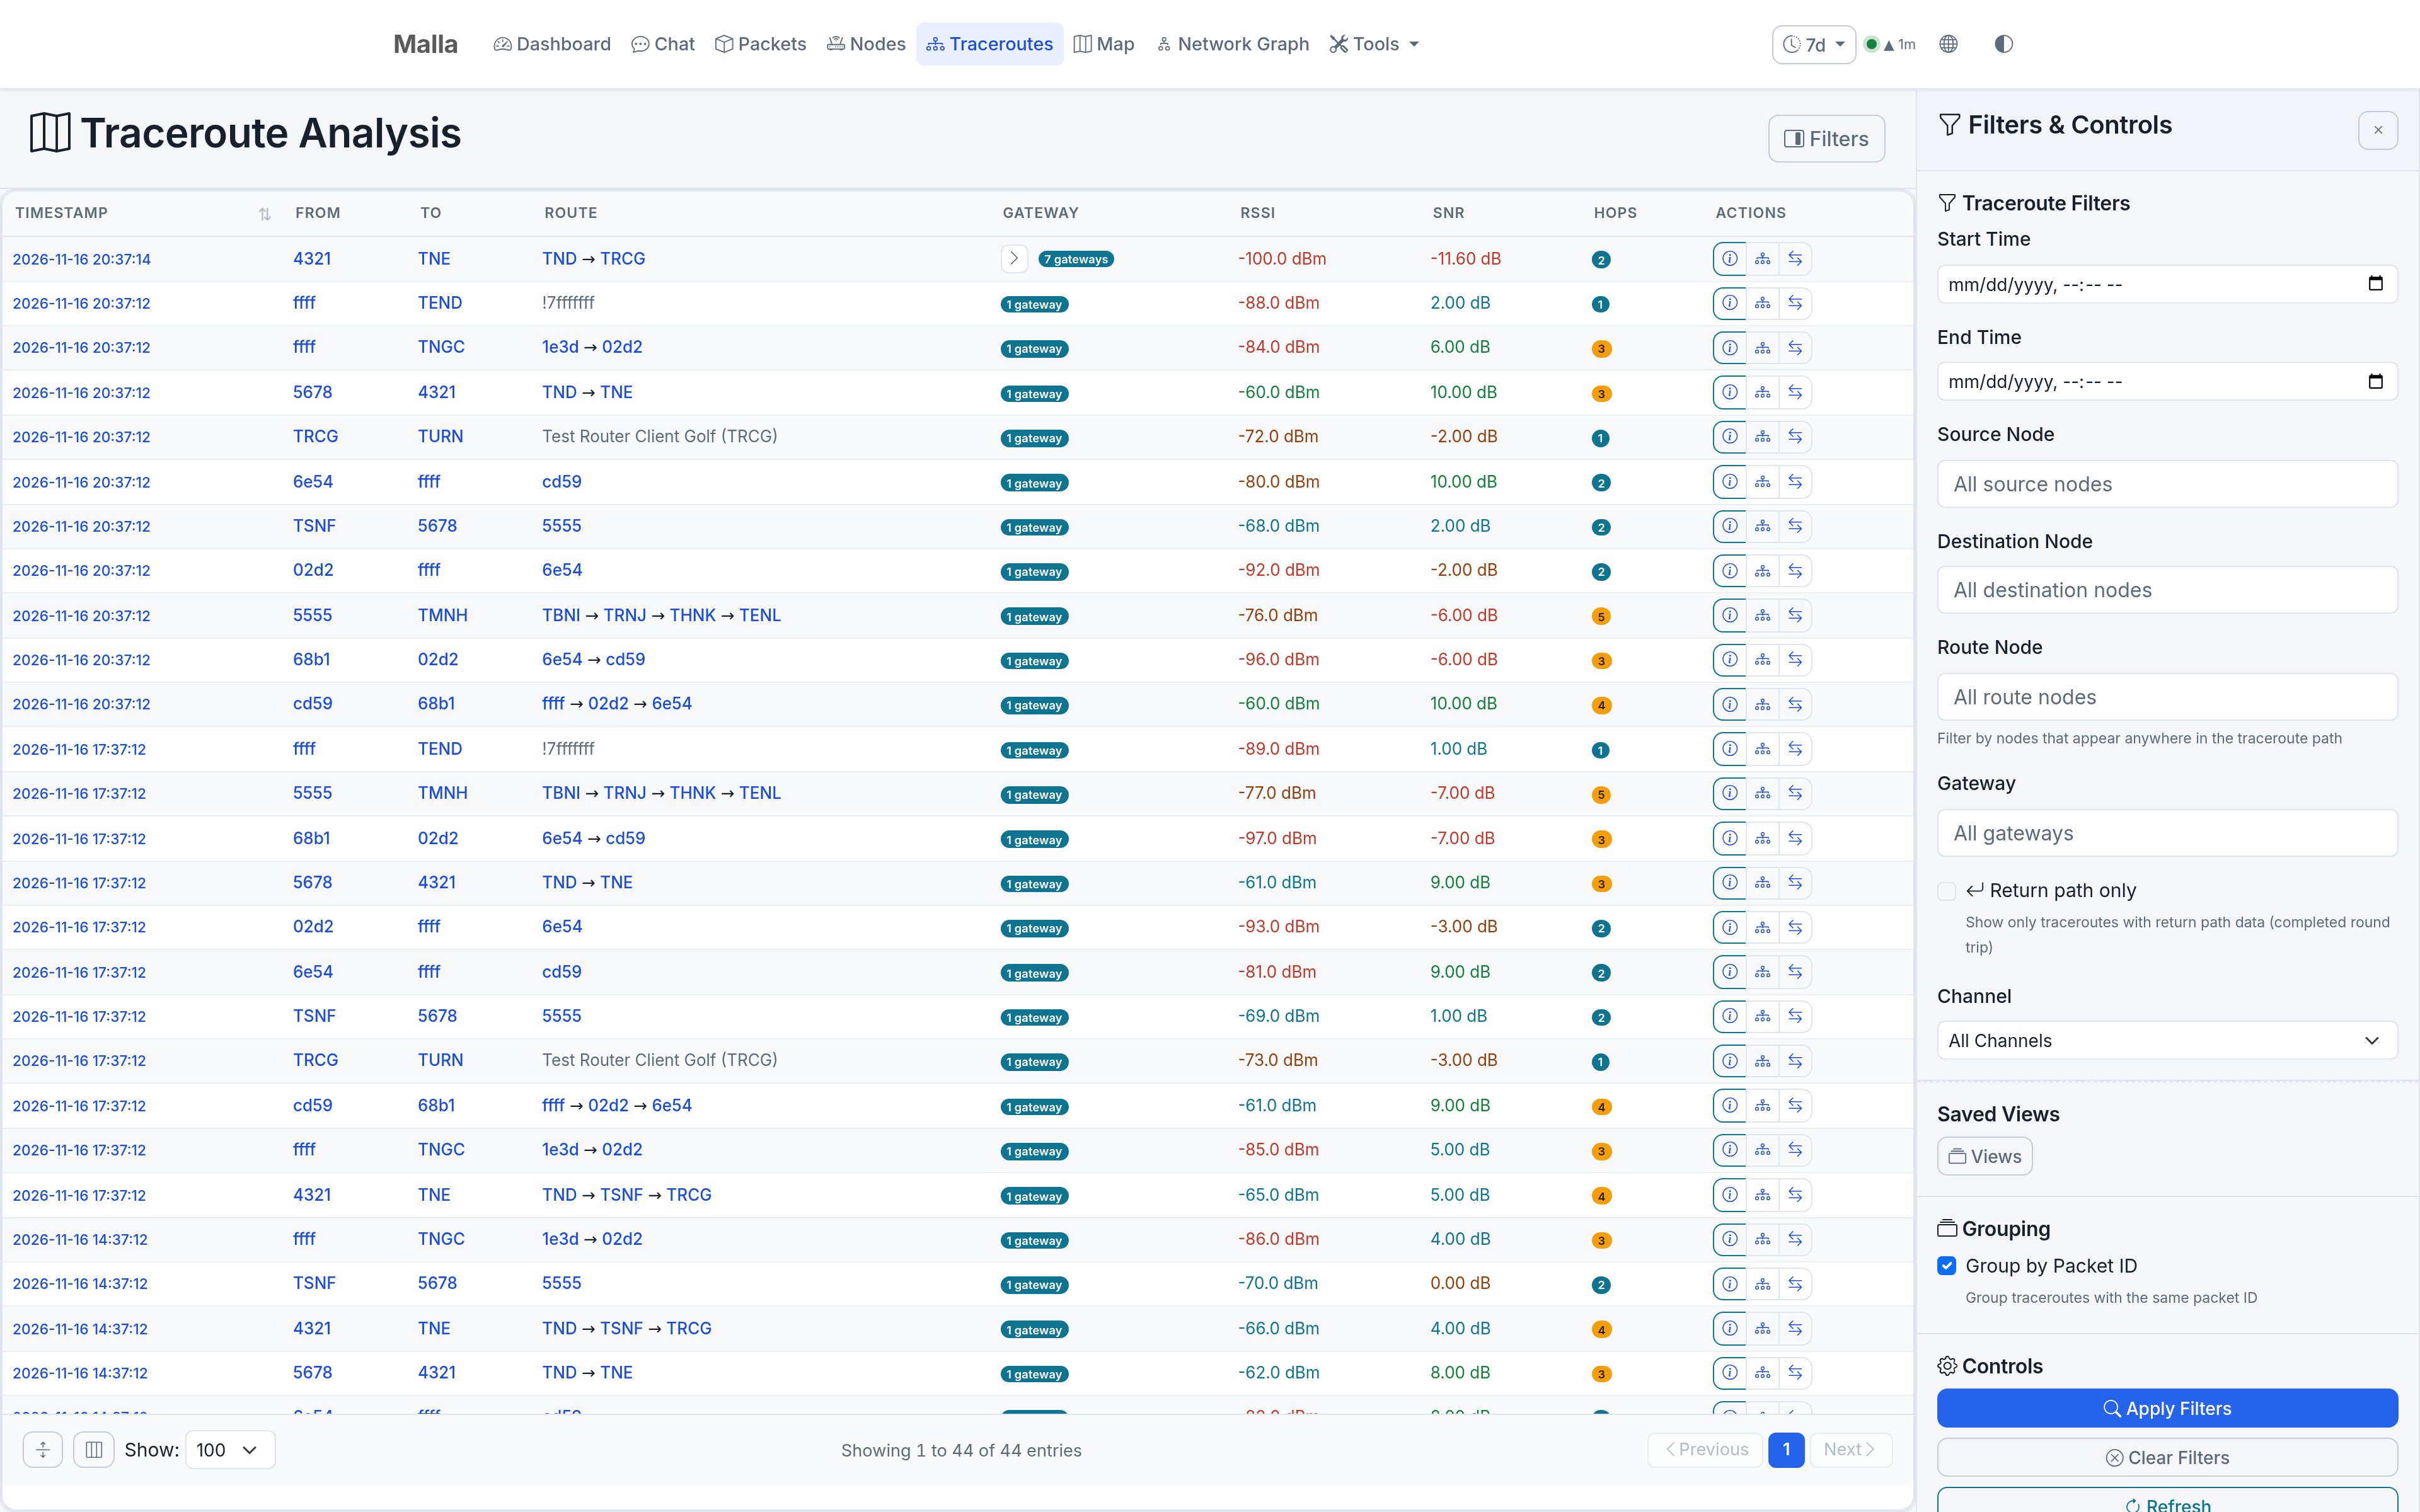 Malla Dashboard Chat Packets Nodes Traceroutes Map Network Graph Tools 7d ▲ 1m
Traceroute Analysis
Filters
TIMESTAMP FROM TO ROUTE GATEWAY RSSI SNR HOPS ACTIONS
2026-11-16 20:37:14 4321 TNE TND → TRCG 7 gateways -100.0 dBm -11.60 dB 2
2026-11-16 20:37:12 ffff TEND !7fffffff 1 gateway -88.0 dBm 2.00 dB 1
2026-11-16 20:37:12 ffff TNGC 1e3d → 02d2 1 gateway -84.0 dBm 6.00 dB 3
2026-11-16 20:37:12 5678 4321 TND → TNE 1 gateway -60.0 dBm 10.00 dB 3
2026-11-16 20:37:12 TRCG TURN Test Router Client Golf (TRCG) 1 gateway -72.0 dBm -2.00 dB 1
2026-11-16 20:37:12 6e54 ffff cd59 1 gateway -80.0 dBm 10.00 dB 2
2026-11-16 20:37:12 TSNF 5678 5555 1 gateway -68.0 dBm 2.00 dB 2
2026-11-16 20:37:12 02d2 ffff 6e54 1 gateway -92.0 dBm -2.00 dB 2
2026-11-16 20:37:12 5555 TMNH TBNI → TRNJ → THNK → TENL 1 gateway -76.0 dBm -6.00 dB 5
2026-11-16 20:37:12 68b1 02d2 6e54 → cd59 1 gateway -96.0 dBm -6.00 dB 3
2026-11-16 20:37:12 cd59 68b1 ffff → 02d2 → 6e54 1 gateway -60.0 dBm 10.00 dB 4
2026-11-16 17:37:12 ffff TEND !7fffffff 1 gateway -89.0 dBm 1.00 dB 1
2026-11-16 17:37:12 5555 TMNH TBNI → TRNJ → THNK → TENL 1 gateway -77.0 dBm -7.00 dB 5
2026-11-16 17:37:12 68b1 02d2 6e54 → cd59 1 gateway -97.0 dBm -7.00 dB 3
2026-11-16 17:37:12 5678 4321 TND → TNE 1 gateway -61.0 dBm 9.00 dB 3
2026-11-16 17:37:12 02d2 ffff 6e54 1 gateway -93.0 dBm -3.00 dB 2
2026-11-16 17:37:12 6e54 ffff cd59 1 gateway -81.0 dBm 9.00 dB 2
2026-11-16 17:37:12 TSNF 5678 5555 1 gateway -69.0 dBm 1.00 dB 2
2026-11-16 17:37:12 TRCG TURN Test Router Client Golf (TRCG) 1 gateway -73.0 dBm -3.00 dB 1
2026-11-16 17:37:12 cd59 68b1 ffff → 02d2 → 6e54 1 gateway -61.0 dBm 9.00 dB 4
2026-11-16 17:37:12 ffff TNGC 1e3d → 02d2 1 gateway -85.0 dBm 5.00 dB 3
2026-11-16 17:37:12 4321 TNE TND → TSNF → TRCG 1 gateway -65.0 dBm 5.00 dB 4
2026-11-16 14:37:12 ffff TNGC 1e3d → 02d2 1 gateway -86.0 dBm 4.00 dB 3
2026-11-16 14:37:12 TSNF 5678 5555 1 gateway -70.0 dBm 0.00 dB 2
2026-11-16 14:37:12 4321 TNE TND → TSNF → TRCG 1 gateway -66.0 dBm 4.00 dB 4
2026-11-16 14:37:12 5678 4321 TND → TNE 1 gateway -62.0 dBm 8.00 dB 3
Show: 100 Showing 1 to 44 of 44 entries Previous 1 Next
Filters & Controls ×
Traceroute Filters
Start Time
mm/dd/yyyy, --:-- --
End Time
mm/dd/yyyy, --:-- --
Source Node
All source nodes
Destination Node
All destination nodes
Route Node
All route nodes
Filter by nodes that appear anywhere in the traceroute path
Gateway
All gateways
Return path only
Show only traceroutes with return path data (completed round
trip)
Channel
All Channels
Saved Views
Views
Grouping
Group by Packet ID
Group traceroutes with the same packet ID
Controls
Apply Filters
Clear Filters
Refresh